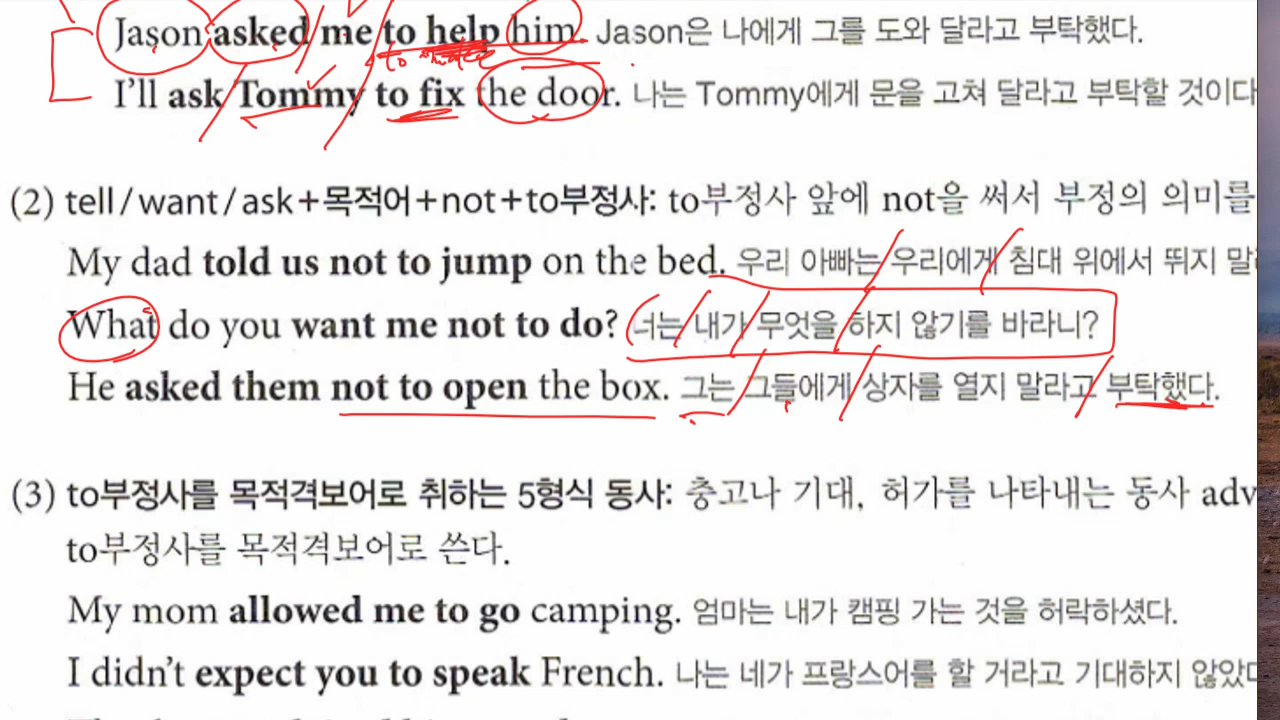 Jason asked me to help him. Jason은 나에게 그를 도와 달라고 부탁했다.
I'll ask Tommy to fix the door. 나는 Tommy에게 문을 고쳐 달라고 부탁할 것이다
(2) tell/want/ask+목적어+not+to부정사: to부정사 앞에 not을 써서 부정의 의미를
My dad told us not to jump on the bed. 우리 아빠는 우리에게 침대 위에서 뛰지 말
What do you want me not to do? 너는 내가 무엇을 하지 않기를 바라니?
He asked them not to open the box. 그는 그들에게 상자를 열지 말라고 부탁했다.
(3) to부정사를 목적격보어로 취하는 5형식 동사: 충고나 기대, 허가를 나타내는 동사 adv
to부정사를 목적격보어로 쓴다.
My mom allowed me to go camping. 엄마는 내가 캠핑 가는 것을 허락하셨다.
I didn't expect you to speak French. 나는 네가 프랑스어를 할 거라고 기대하지 않았다